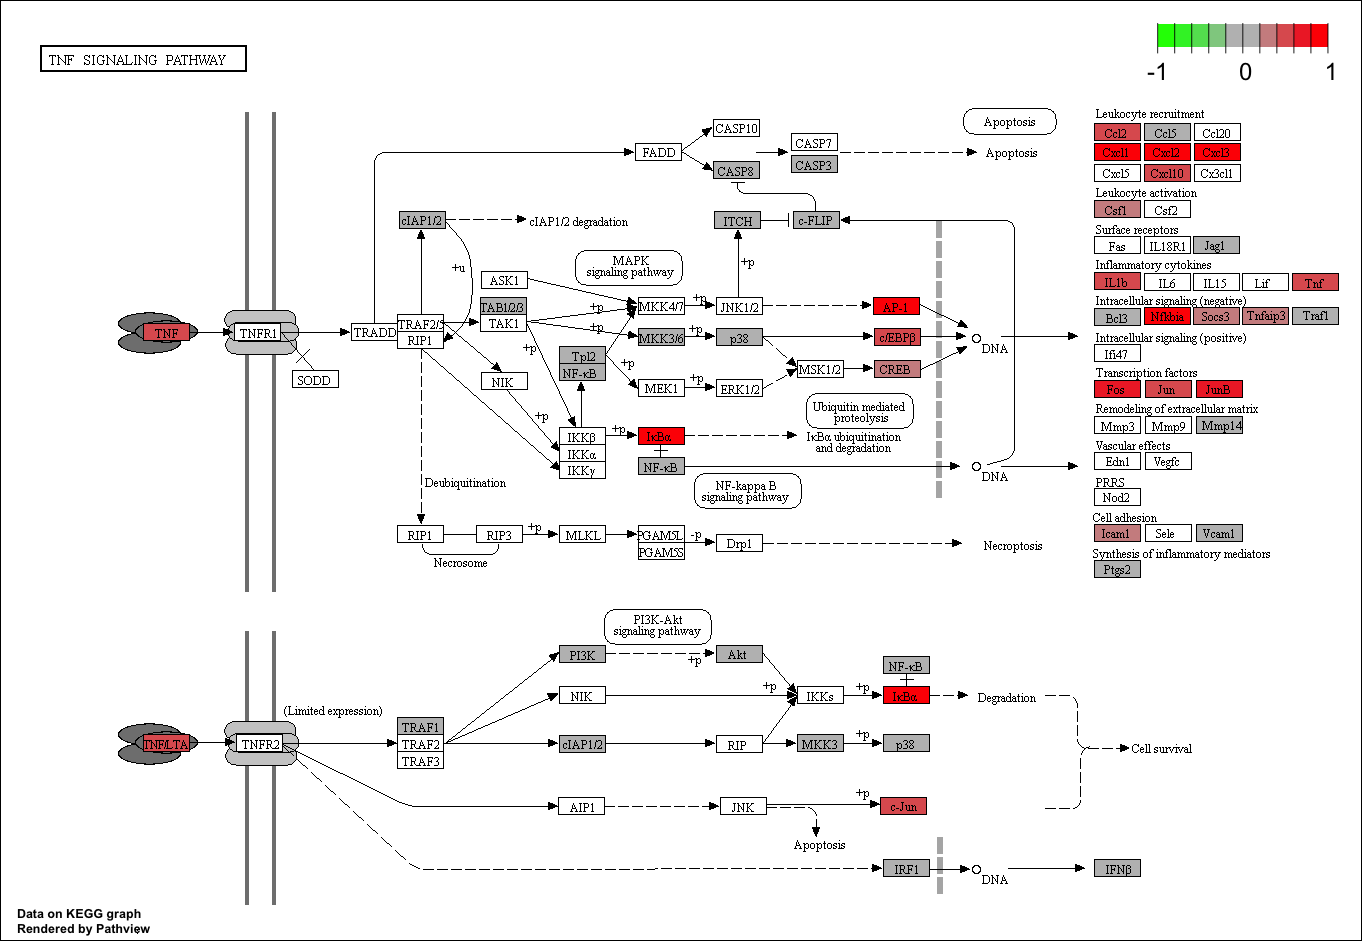 TNF SIGNALING PATHWAY
-1 0 1
Apoptosis
Leukocyte recruitment
Ccl2 Ccl5 Ccl20
Cxcl1 Cxcl2 Cxcl3
Cxcl5 Cxcl10 Cx3cl1
Leukocyte activation
Csf1 Csf2
Surface receptors
Fas IL18R1 Jag1
Inflammatory cytokines
IL1b IL6 IL15 Lif Tnf
Intracellular signaling (negative)
Bcl3 Nfkbia Socs3 Tnfaip3 Traf1
Intracellular signaling (positive)
Ifi47
Transcription factors
Fos Jun JunB
Remodeling of extracellular matrix
Mmp3 Mmp9 Mmp14
Vascular effects
Edn1 Vegfc
PRRS
Nod2
Cell adhesion
Icam1 Sele Vcam1
Synthesis of inflammatory mediators
Ptgs2
CASP10
FADD
CASP7
CASP8
CASP3
Apoptosis
cIAP1/2
cIAP1/2 degradation
ITCH
c-FLIP
+u
MAPK
signaling pathway
+p
ASK1
TAB1/2/3
TAK1
+p
+p
+p
MKK4/7
+p
JNK1/2
AP-1
TNF
TNFR1
TRADD
TRAF2/5
RIP1
MKK3/6
+p
p38
c/EBPβ
DNA
SODD
Tpl2
NF-κB
+p
NIK
MEK1
+p
ERK1/2
MSK1/2
CREB
+p
Ubiquitin mediated
proteolysis
IKKβ
IKKα
IKKγ
+p
IκBα
NF-κB
IκBα ubiquitination
and degradation
DNA
NF-kappa B
signaling pathway
Deubiquitination
RIP1
RIP3
+p
MLKL
PGAM5L
PGAM5S
-p
Drp1
Necroptosis
Necrosome
PI3K-Akt
signaling pathway
PI3K
+p
Akt
NF-κB
NIK
+p
IKKs
+p
IκBα
Degradation
(Limited expression)
TNF/LTA
TNFR2
TRAF1
TRAF2
TRAF3
cIAP1/2
RIP
MKK3
+p
p38
Cell survival
AIP1
JNK
+p
c-Jun
Apoptosis
IRF1
DNA
IFNβ
Data on KEGG graph
Rendered by Pathview